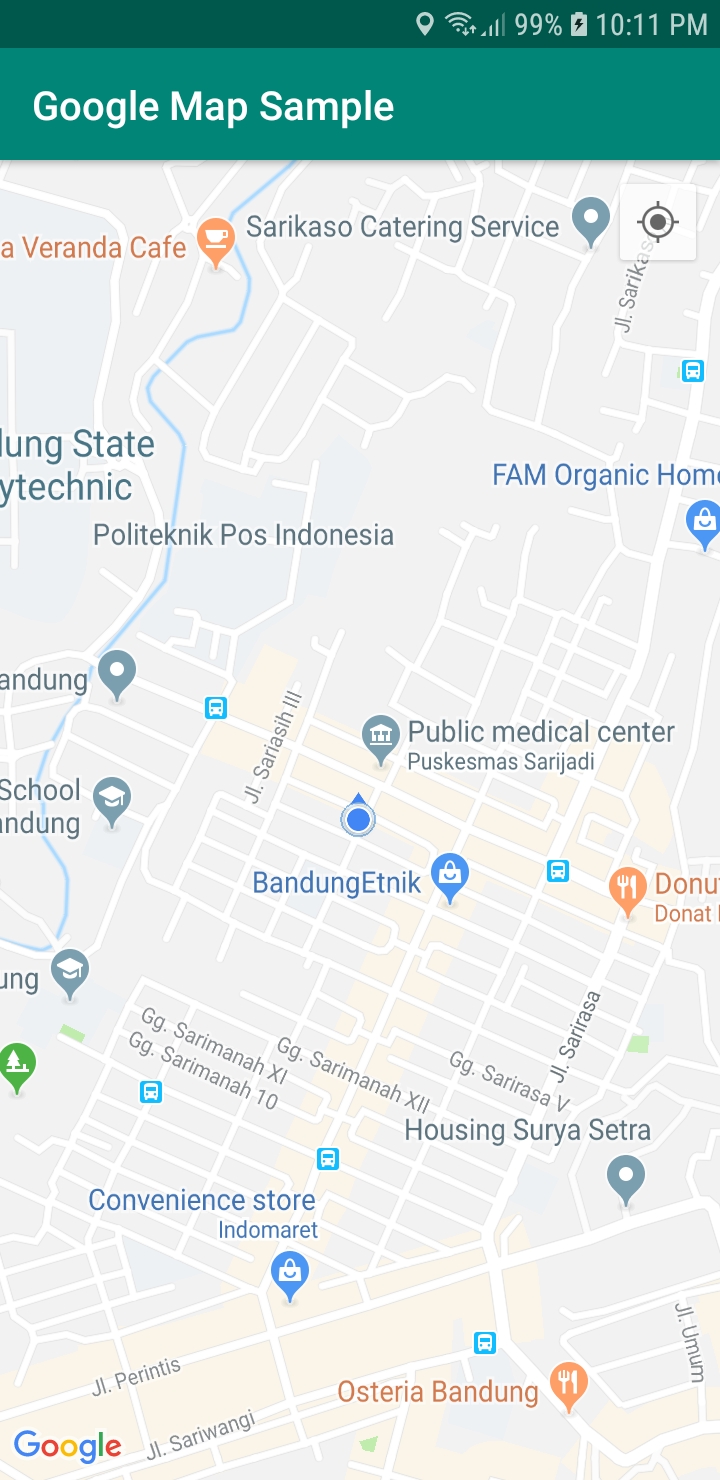 99% 10:11 PM
Google Map Sample
Sarikaso Catering Service
a Veranda Cafe
Jl. Sarikaso
lung State
ytechnic
FAM Organic Home
Politeknik Pos Indonesia
andung
Jl. Sariasih III
Public medical center
Puskesmas Sarijadi
School
andung
BandungEtnik
Donut
Donat
ung
Jl. Sarirasa
Gg. Sarimanah XI
Gg. Sarimanah 10
Gg. Sarimanah XII
Gg. Sarirasa V
Housing Surya Setra
Convenience store
Indomaret
Jl. Umum
Jl. Perintis
Osteria Bandung
Jl. Sariwangi
Google